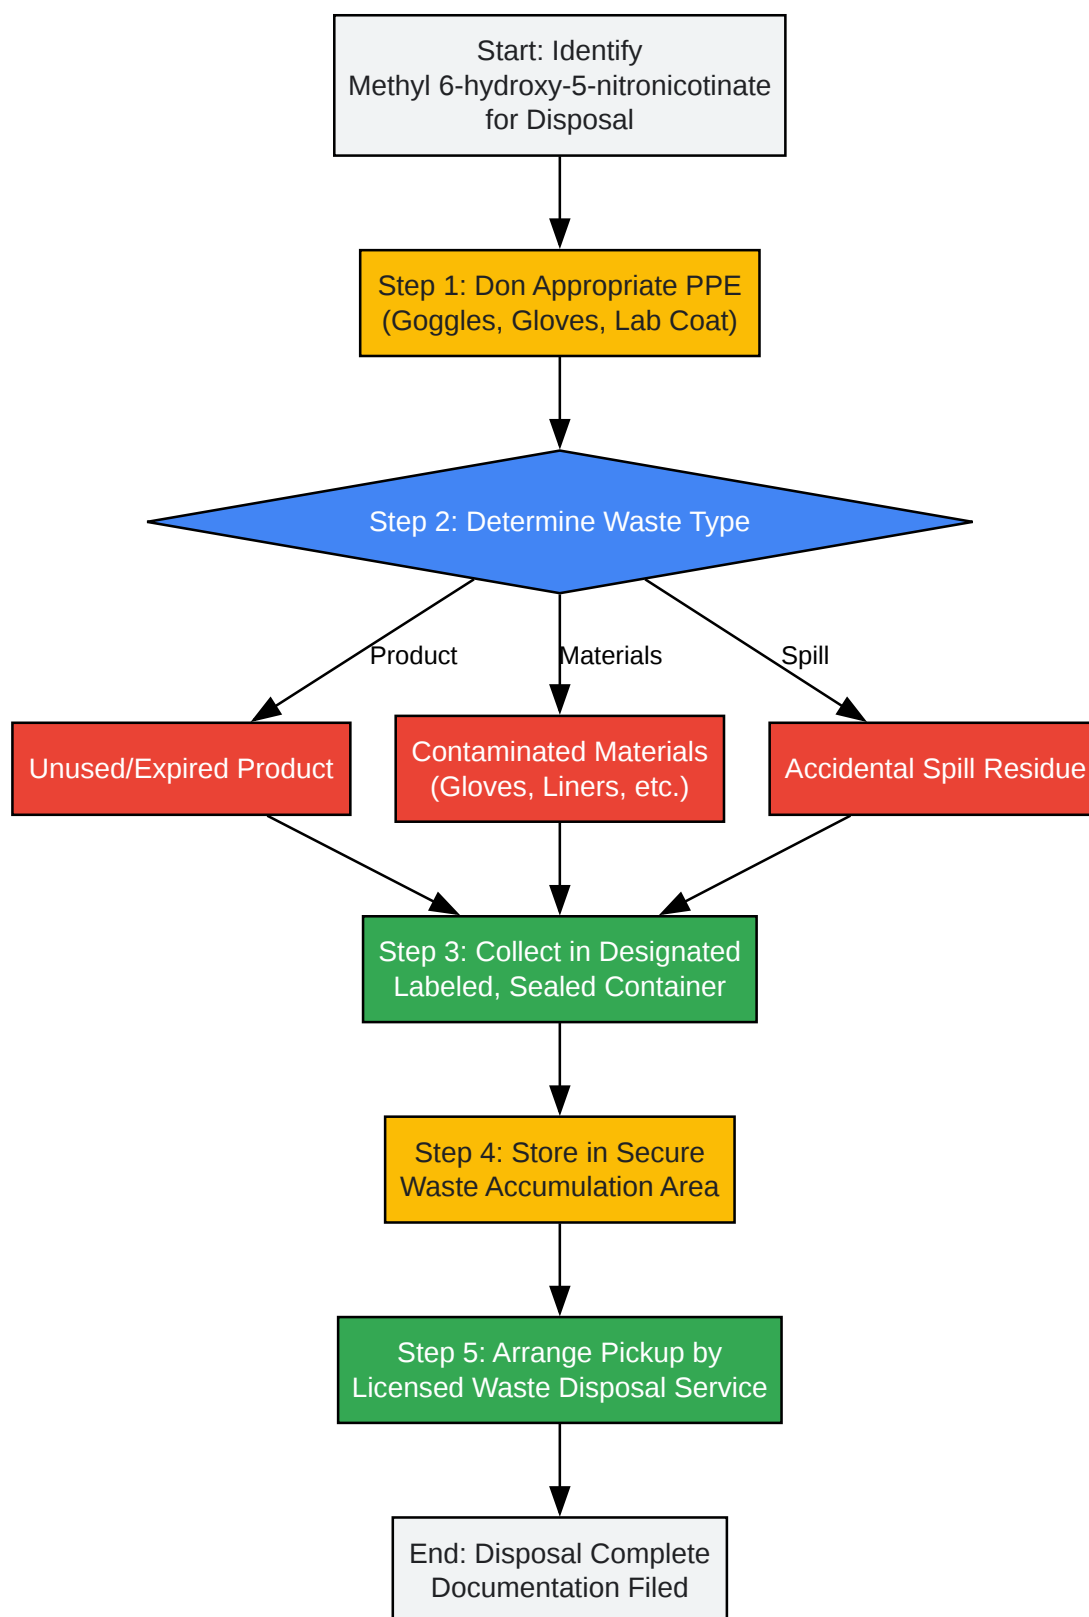 Start: Identify
Methyl 6-hydroxy-5-nitronicotinate
for Disposal
Step 1: Don Appropriate PPE
(Goggles, Gloves, Lab Coat)
Step 2: Determine Waste Type
Product
Materials
Spill
Unused/Expired Product
Contaminated Materials
(Gloves, Liners, etc.)
Accidental Spill Residue
Step 3: Collect in Designated
Labeled, Sealed Container
Step 4: Store in Secure
Waste Accumulation Area
Step 5: Arrange Pickup by
Licensed Waste Disposal Service
End: Disposal Complete
Documentation Filed